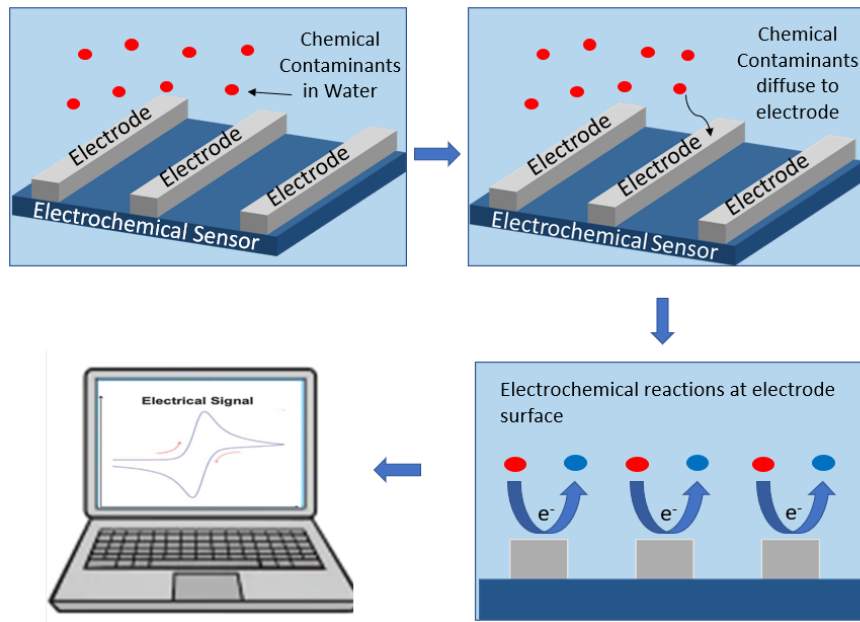 Chemical
Contaminants
in Water
Electrode
Electrode
Electrode
Electrochemical Sensor
Chemical
Contaminants
diffuse to
electrode
Electrode
Electrode
Electrode
Electrochemical Sensor
Electrical Signal
Electrochemical reactions at electrode
surface
e-
e-
e-